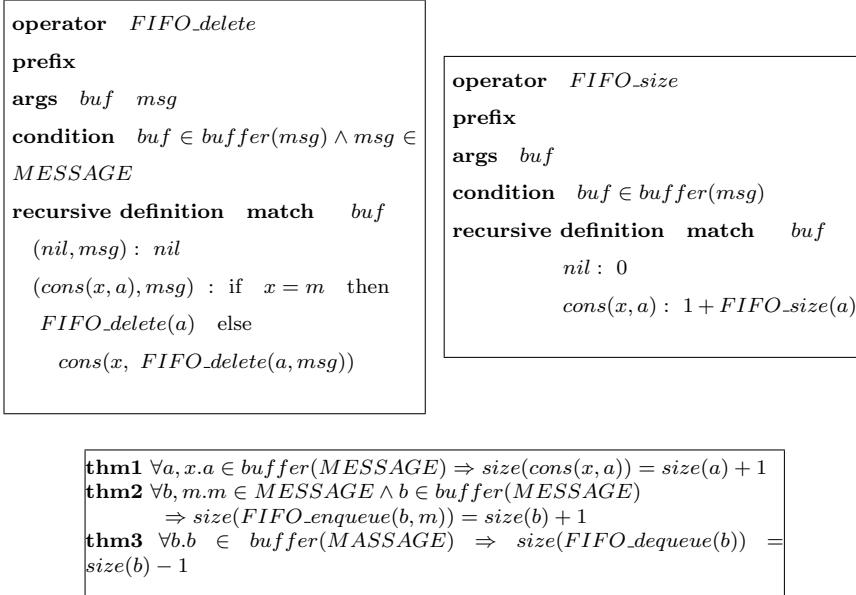 operator FIFO_delete
prefix
args buf msg
condition buf ∈ buffer(msg) ∧ msg ∈
MESSAGE
recursive definition match buf
(nil, msg) : nil
(cons(x, a), msg) : if x = m then
FIFO_delete(a) else
cons(x, FIFO_delete(a, msg))
operator FIFO_size
prefix
args buf
condition buf ∈ buffer(msg)
recursive definition match buf
nil : 0
cons(x, a) : 1 + FIFO_size(a)
thm1 ∀a, x.a ∈ buffer(MESSAGE) ⇒ size(cons(x, a)) = size(a) + 1
thm2 ∀b, m.m ∈ MESSAGE ∧ b ∈ buffer(MESSAGE)
⇒ size(FIFO_enqueue(b, m)) = size(b) + 1
thm3 ∀b.b ∈ buffer(MASSAGE) ⇒ size(FIFO_dequeue(b)) =
size(b) − 1